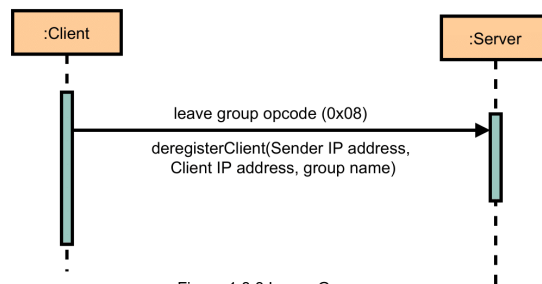 :Client
:Server
leave group opcode (0x08)
deregisterClient(Sender IP address,
Client IP address, group name)